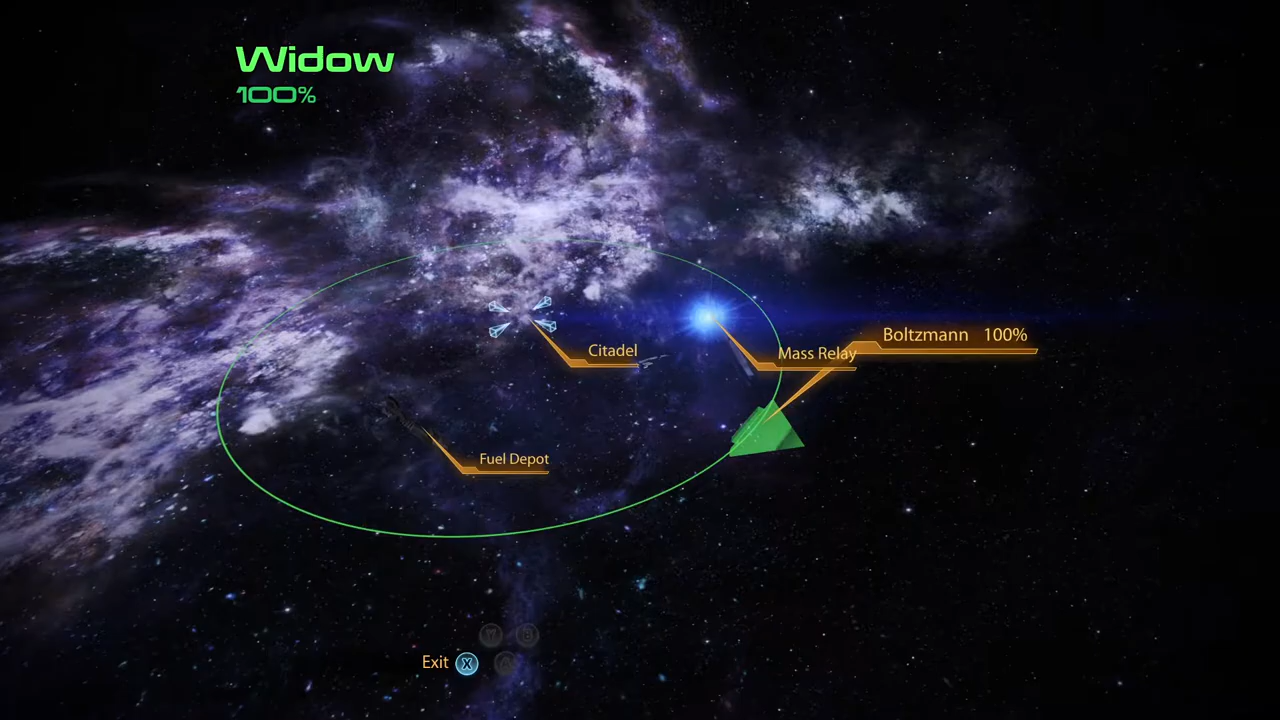 Widow
100%
Boltzmann 100%
Citadel
Mass Relay
Fuel Depot
Exit X